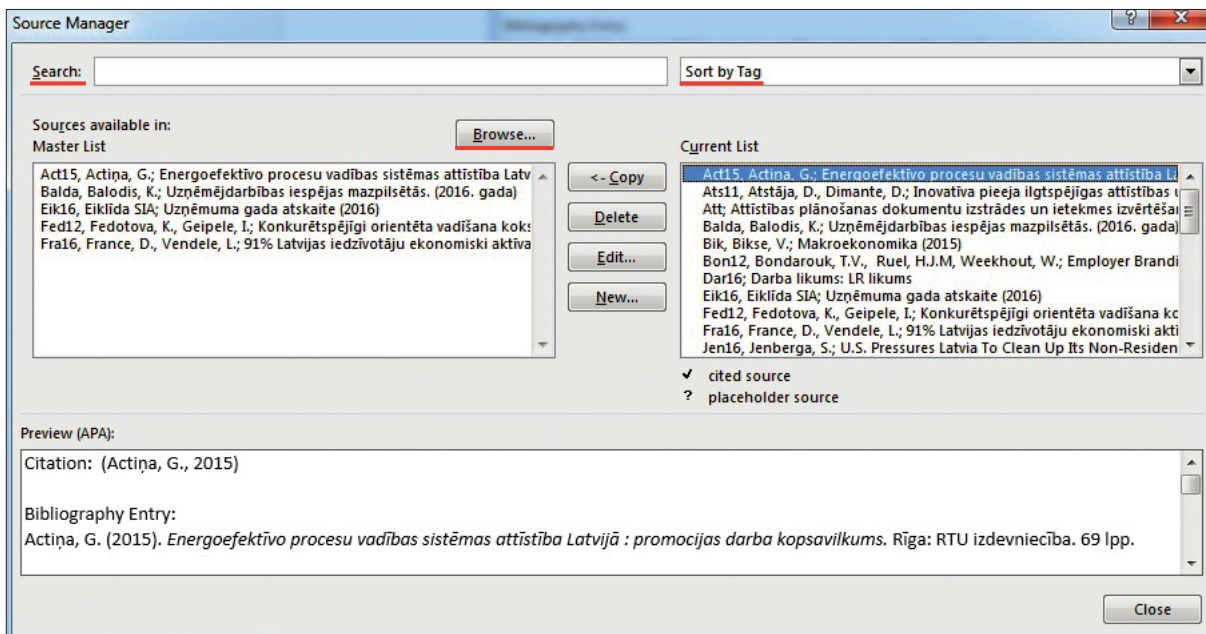 Source Manager
Search:
Sort by Tag
Sources available in:
Master List
Browse...
Current List
Act15, Actiņa, G.; Energoefektīvo procesu vadības sistēmas attīstība Latv
Balda, Balodis, K.; Uzņēmējdarbības iespējas mazpilsētās. (2016. gada)
Eik16, Eiklīda SIA; Uzņēmuma gada atskaite (2016)
Fed12, Fedotova, K., Geipele, I.; Konkurētspējīgi orientēta vadīšana koks
Fra16, France, D., Vendele, L.; 91% Latvijas iedzīvotāju ekonomiski aktīva
<- Copy
Delete
Edit...
New...
Act15, Actiņa, G.; Energoefektīvo procesu vadības sistēmas attīstība La
Ats11, Atstāja, D., Dimante, D.; Inovatīva pieeja ilgtspējīgas attīstības u
Att; Attīstības plānošanas dokumentu izstrādes un ietekmes izvērtēša
Balda, Balodis, K.; Uzņēmējdarbības iespējas mazpilsētās. (2016. gada)
Bik, Bikse, V.; Makroekonomika (2015)
Bon12, Bondarouk, T.V., Ruel, H.J.M, Weekhout, W.; Employer Brandi
Dar16; Darba likums: LR likums
Eik16, Eiklīda SIA; Uzņēmuma gada atskaite (2016)
Fed12, Fedotova, K., Geipele, I.; Konkurētspējīgi orientēta vadīšana kc
Fra16, France, D., Vendele, L.; 91% Latvijas iedzīvotāju ekonomiski akti
Jen16, Jenberga, S.; U.S. Pressures Latvia To Clean Up Its Non-Residen
✓ cited source
? placeholder source
Preview (APA):
Citation: (Actiņa, G., 2015)
Bibliography Entry:
Actiņa, G. (2015). Energoefektīvo procesu vadības sistēmas attīstība Latvijā : promocijas darba kopsavilkums. Rīga: RTU izdevniecība. 69 lpp.
Close